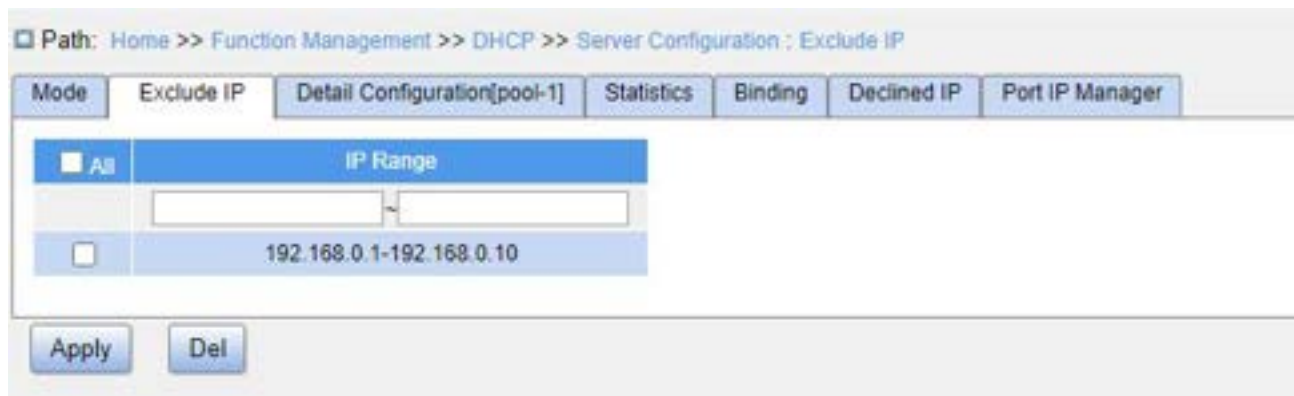 Path: Home >> Function Management >> DHCP >> Server Configuration : Exclude IP
Mode Exclude IP Detail Configuration[pool-1] Statistics Binding Declined IP Port IP Manager
All IP Range
~
192.168.0.1-192.168.0.10
Apply Del